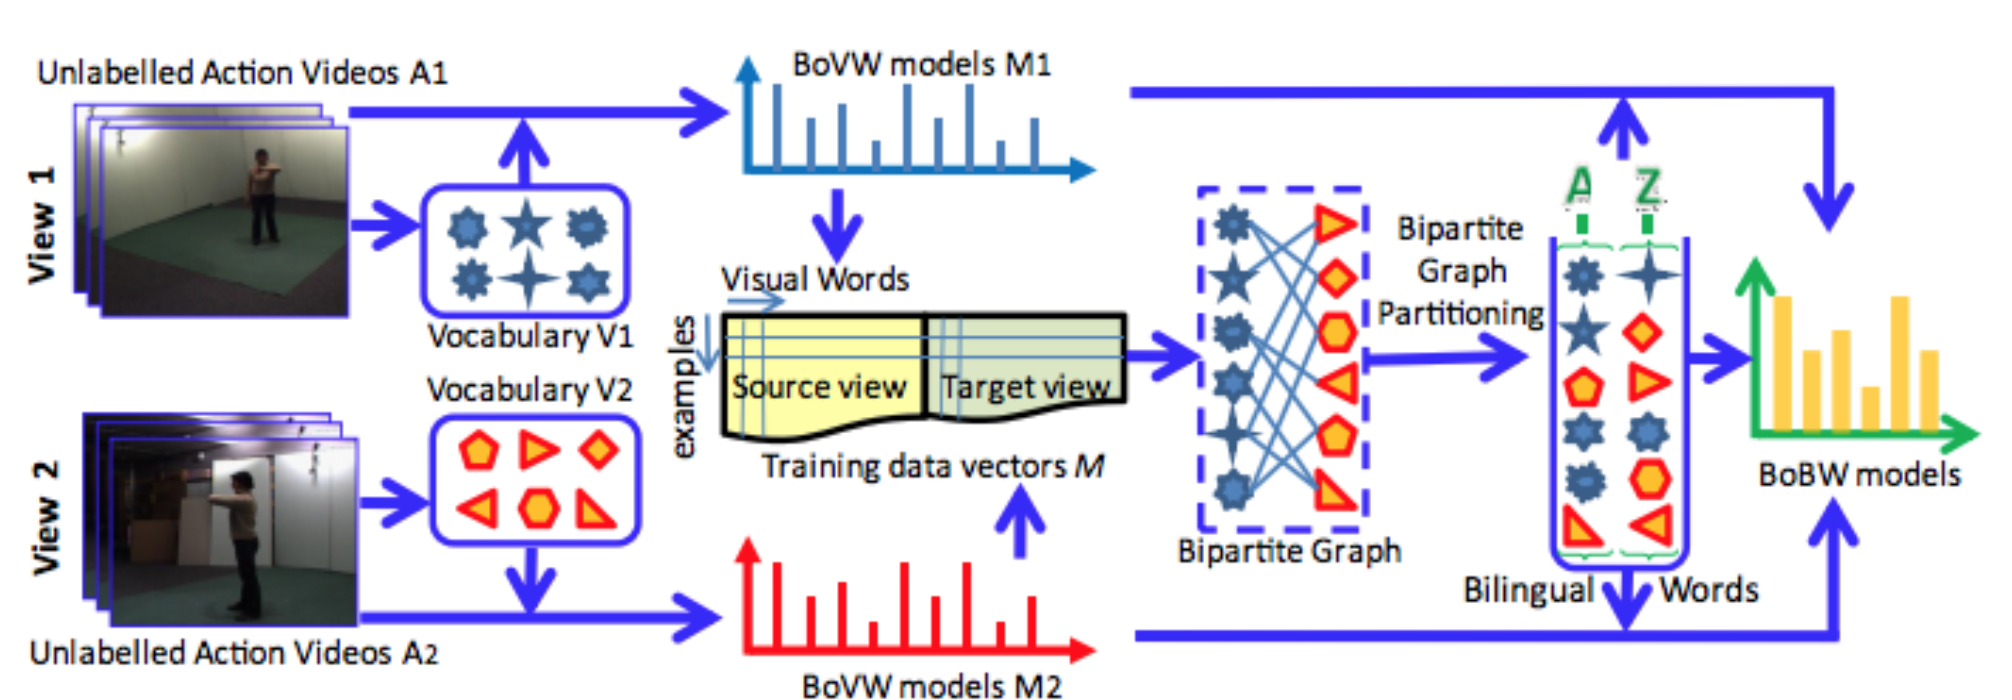 Unlabelled Action Videos A1
BoVW models M1
View 1
A Z
Vocabulary V1
Visual Words
examples
Source view
Target view
Training data vectors M
Bipartite
Graph
Partitioning
Bipartite Graph
Vocabulary V2
View 2
Unlabelled Action Videos A2
BoVW models M2
Bilingual Words
BoBW models